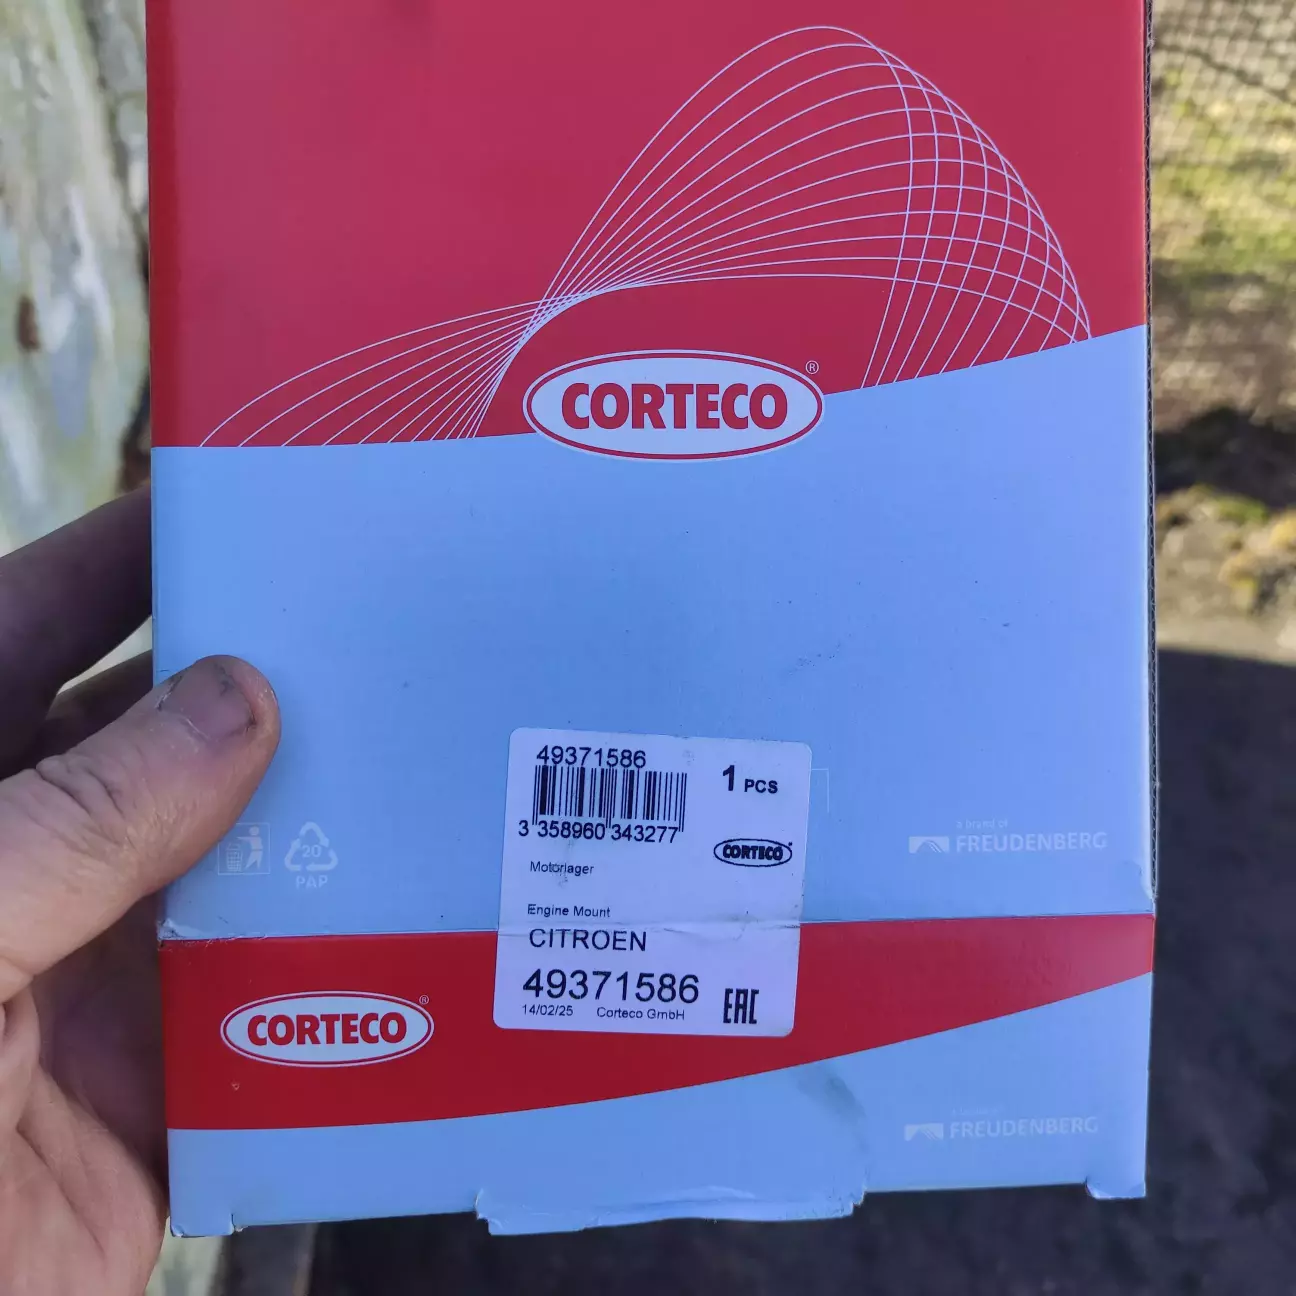 CORTECO®
49371586
1 PCS
3 358960 343277
CORTECO
Motorlager
Engine Mount
CITROEN
49371586
14/02/25 Corteco GmbH
EAC
20
PAP
a brand of
FREUDENBERG
CORTECO®
FREUDENBERG